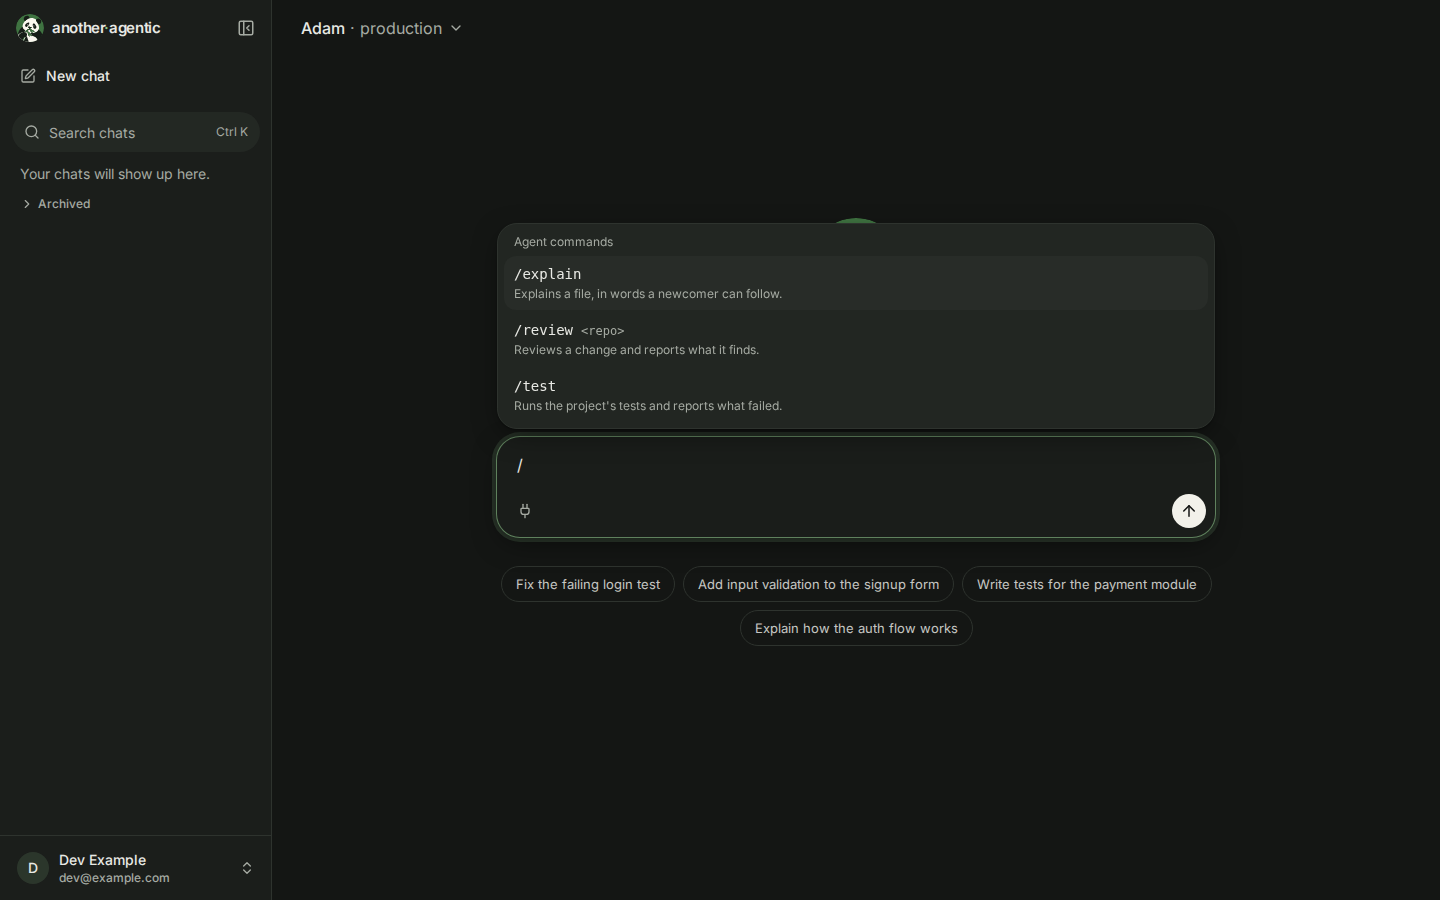 another·agentic
New chat
Search chats Ctrl K
Your chats will show up here.
Archived
Dev Example
dev@example.com
D
Adam · production
Agent commands
/explain
Explains a file, in words a newcomer can follow.
/review <repo>
Reviews a change and reports what it finds.
/test
Runs the project's tests and reports what failed.
/
Fix the failing login test
Add input validation to the signup form
Write tests for the payment module
Explain how the auth flow works